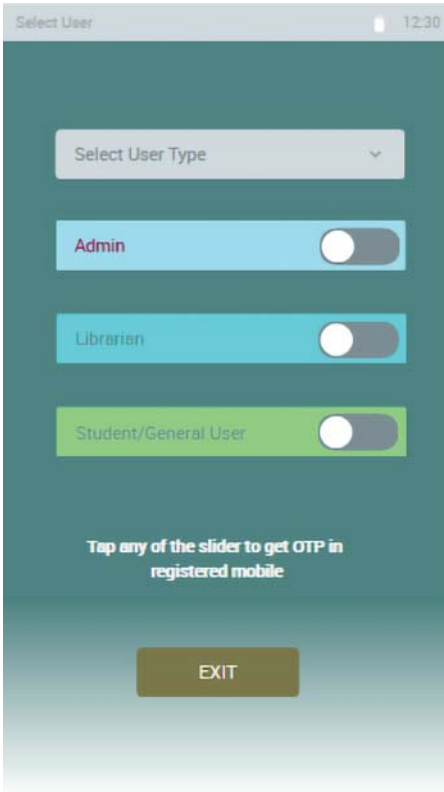 Select User
12:30
Select User Type
Admin
Librarian
Student/General User
Tap any of the slider to get OTP in
registered mobile
EXIT